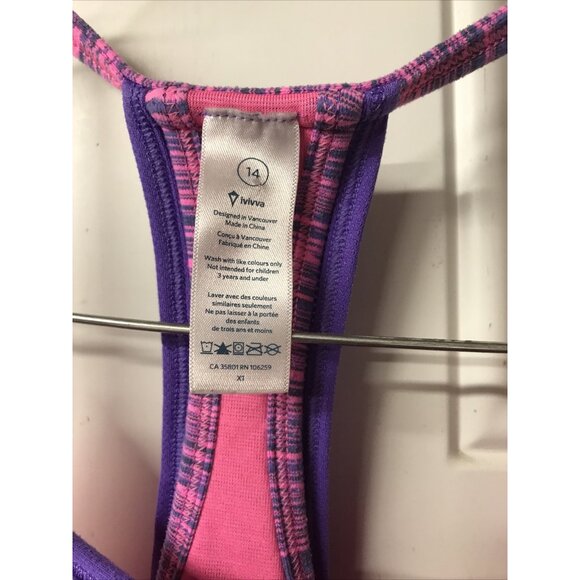 14
ivivva
Designed in Vancouver
Made in China
Conçu à Vancouver
Fabriqué en Chine
Wash with like colours only
Not intended for children
3 years and under
Laver avec des couleurs
similaires seulement
Ne pas laisser à la portée
des enfants
de trois ans et moins
CA 35801 RN 106259
X1